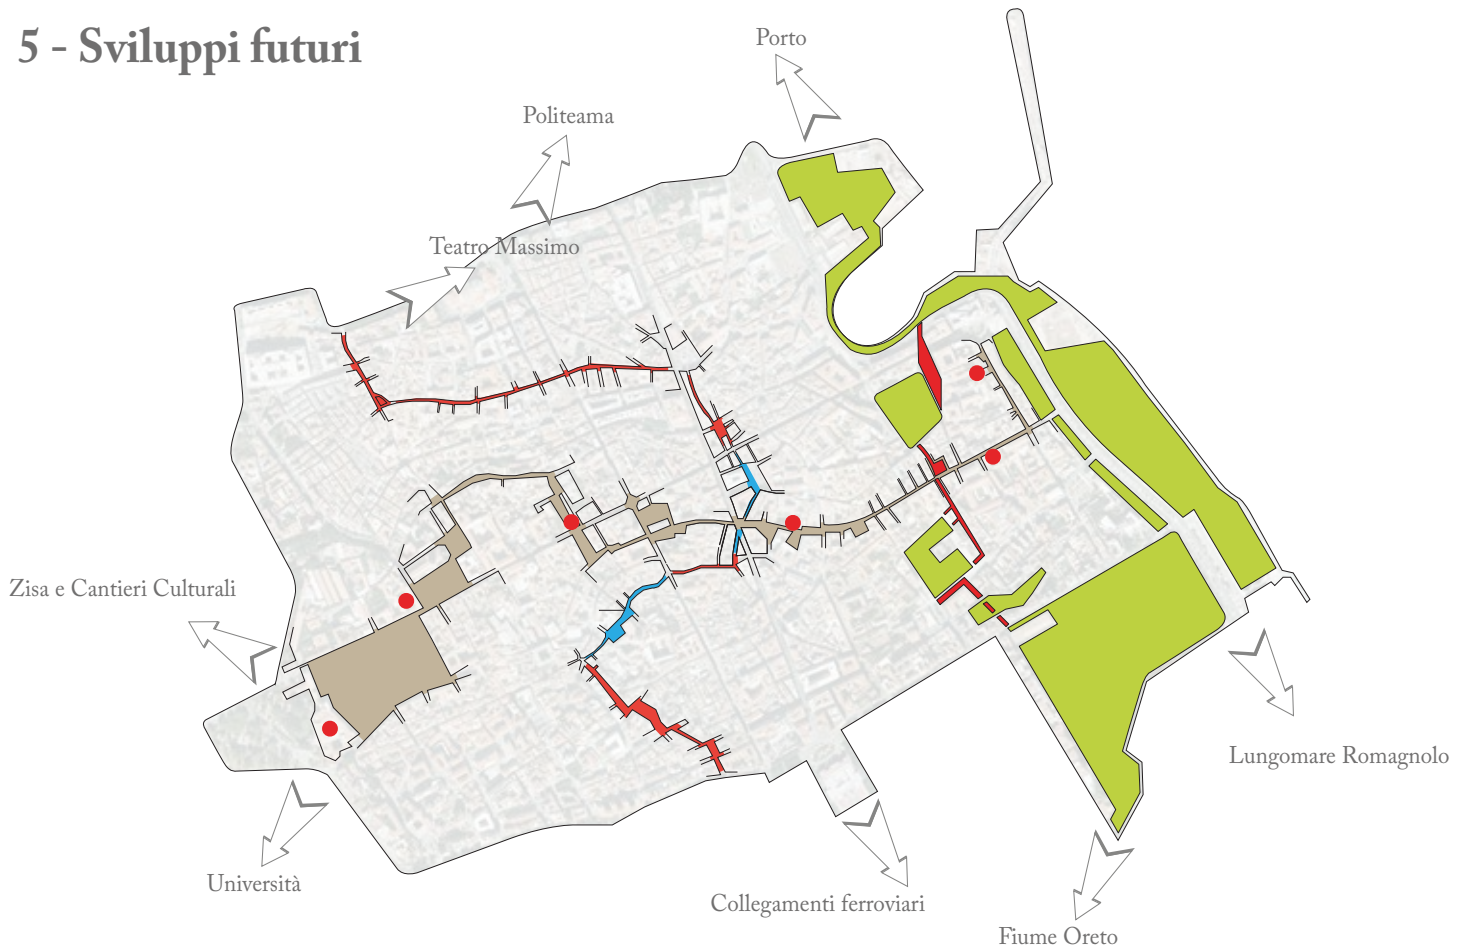 5 - Sviluppi futuri
Porto
Politeama
Teatro Massimo
Zisa e Cantieri Culturali
Lungomare Romagnolo
Università
Collegamenti ferroviari
Fiume Oreto